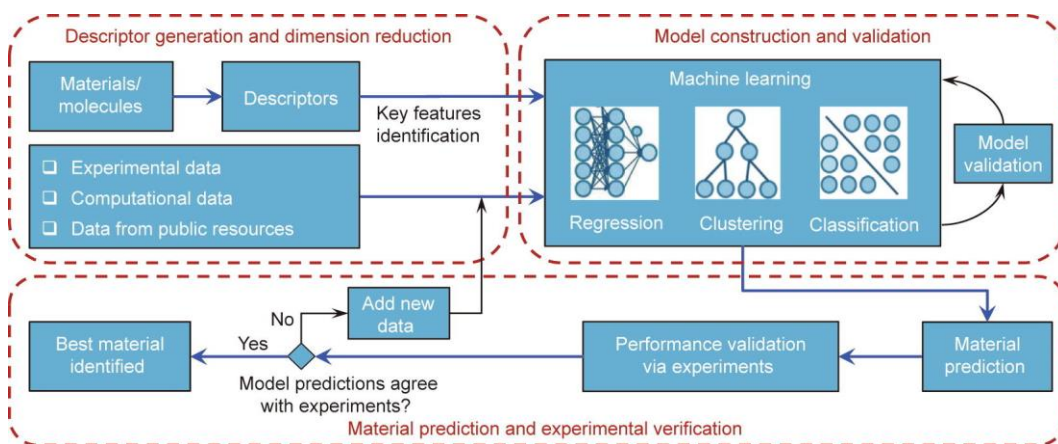 Descriptor generation and dimension reduction
Materials/
molecules
Descriptors
Key features
identification
Experimental data
Computational data
Data from public resources
Model construction and validation
Machine learning
Regression
Clustering
Classification
Model
validation
No
Add new
data
Best material
identified
Yes
Model predictions agree
with experiments?
Performance validation
via experiments
Material
prediction
Material prediction and experimental verification